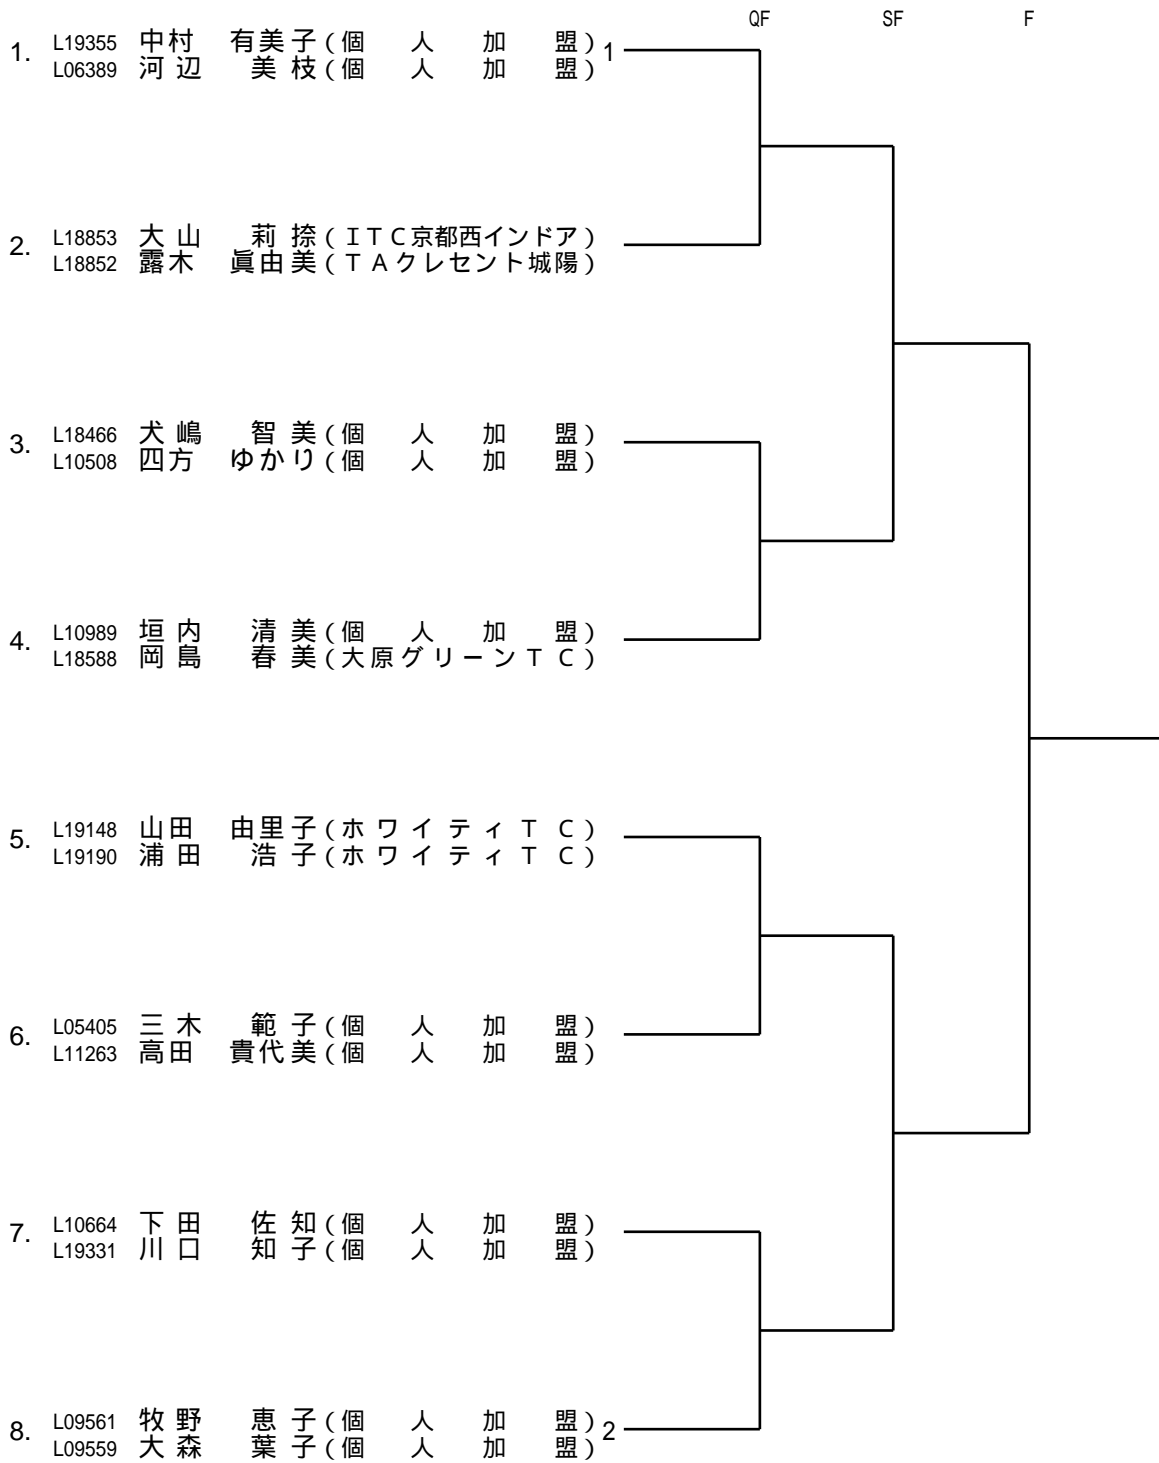 QF SF F
1. L19355 中村 有美子(個人加盟) 1
L06389 河辺 美枝(個人加盟)
2. L18853 大山 莉捺(ITC京都西インドア)
L18852 露木 眞由美(TAクレセント城陽)
3. L18466 犬嶋 智美(個人加盟)
L10508 四方 ゆかり(個人加盟)
4. L10989 垣内 清美(個人加盟)
L18588 岡島 春美(大原グリーンTC)
5. L19148 山田 由里子(ホワイティTC)
L19190 浦田 浩子(ホワイティTC)
6. L05405 三木 範子(個人加盟)
L11263 高田 貴代美(個人加盟)
7. L10664 下田 佐知(個人加盟)
L19331 川口 知子(個人加盟)
8. L09561 牧野 恵子(個人加盟) 2
L09559 大森 葉子(個人加盟)